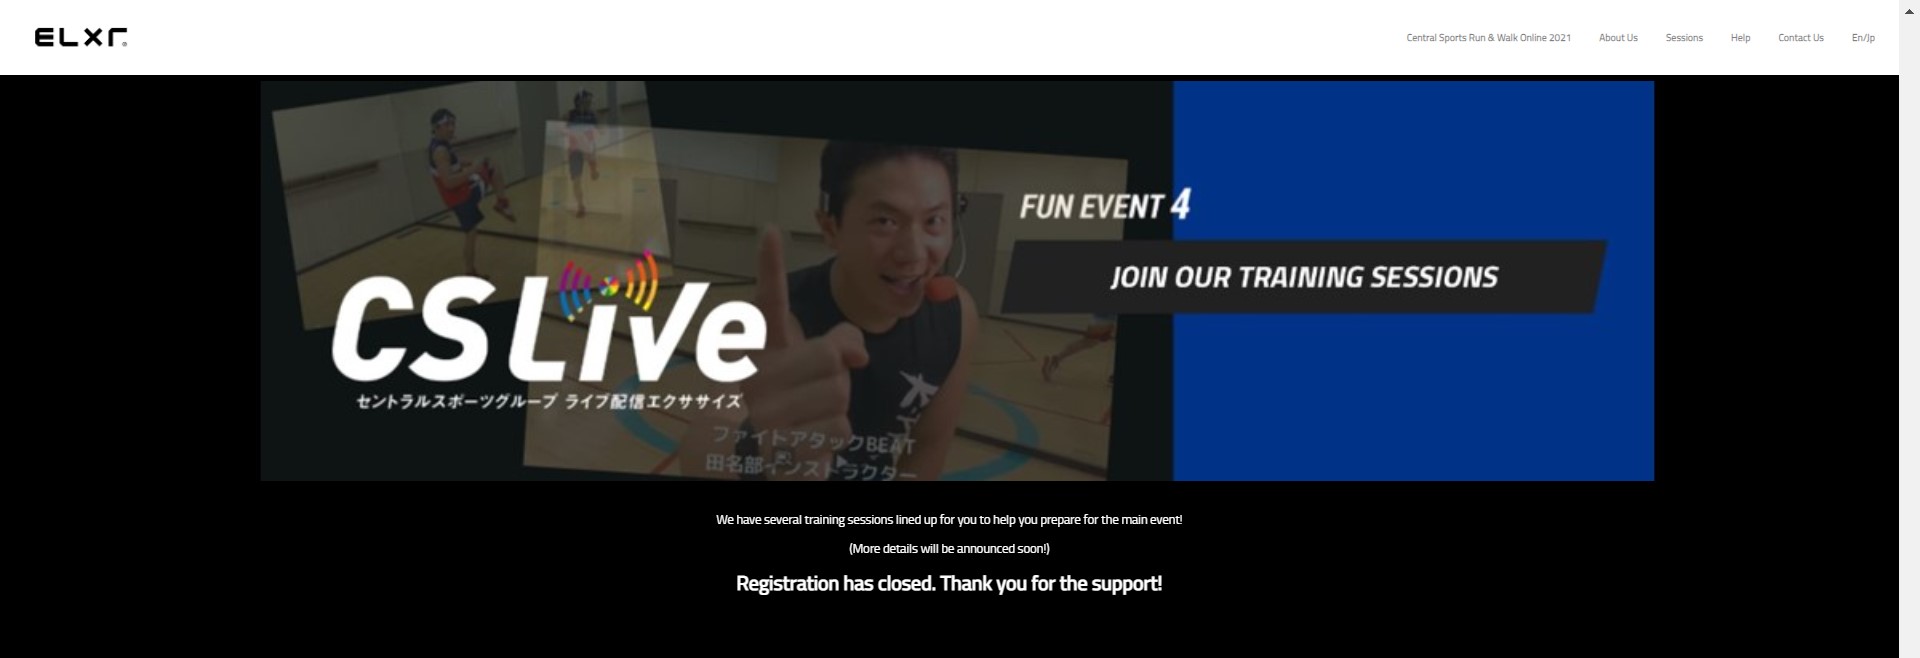 ELXR
Central Sports Run & Walk Online 2021
About Us
Sessions
Help
Contact Us
En/Jp
FUN EVENT 4
JOIN OUR TRAINING SESSIONS
CSLive
セントラルスポーツグループ ライブ配信エクササイズ
ファイトアタックBEAT
田名部インストラクター
We have several training sessions lined up for you to help you prepare for the main event!
(More details will be announced soon!)
Registration has closed. Thank you for the support!